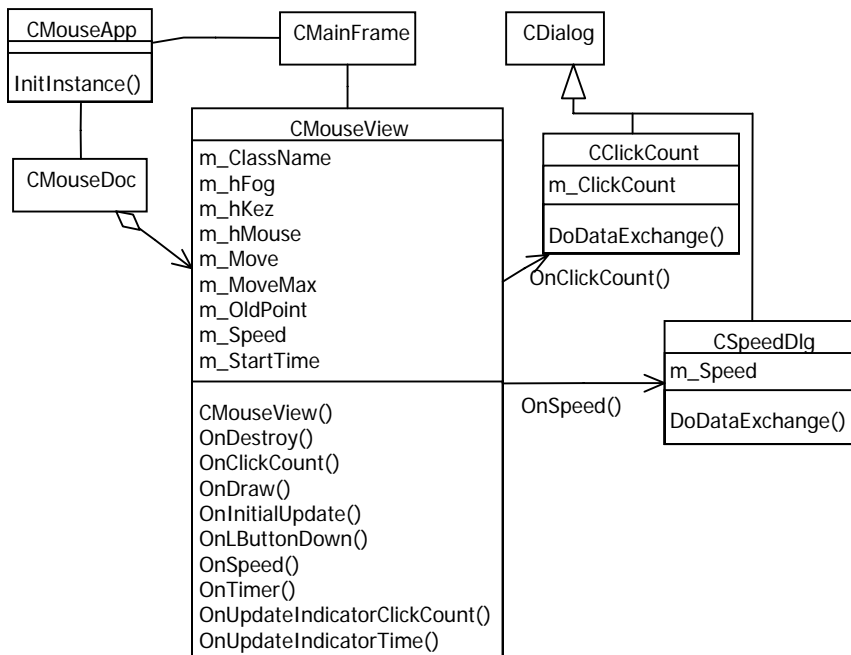 CMouseApp
InitInstance()
CMainFrame
CDialog
CMouseDoc
CMouseView
m_ClassName
m_hFog
m_hKez
m_hMouse
m_Move
m_MoveMax
m_OldPoint
m_Speed
m_StartTime
CMouseView()
OnDestroy()
OnClickCount()
OnDraw()
OnInitialUpdate()
OnLButtonDown()
OnSpeed()
OnTimer()
OnUpdateIndicatorClickCount()
OnUpdateIndicatorTime()
CClickCount
m_ClickCount
DoDataExchange()
OnClickCount()
CSpeedDlg
m_Speed
DoDataExchange()
OnSpeed()